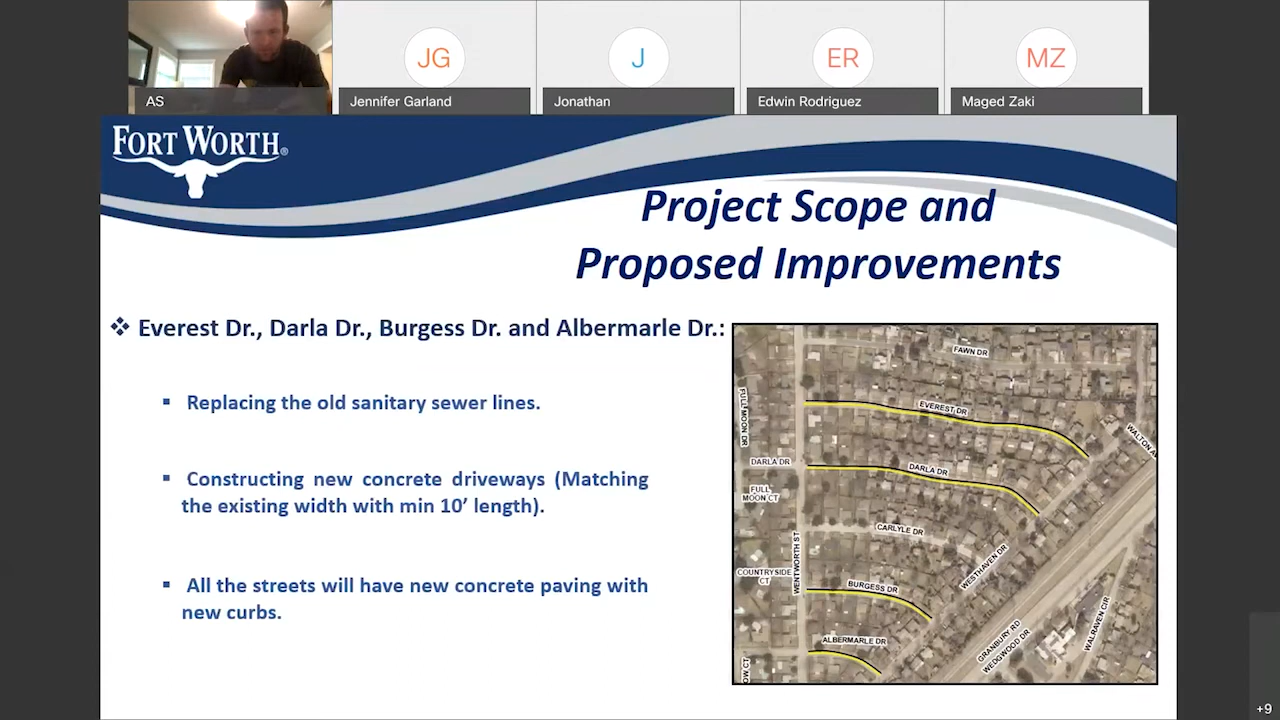 JG
J
ER
MZ
AS
Jennifer Garland
Jonathan
Edwin Rodriguez
Maged Zaki
FORT WORTH®
Project Scope and
Proposed Improvements
❖ Everest Dr., Darla Dr., Burgess Dr. and Albermarle Dr.:
▪ Replacing the old sanitary sewer lines.
▪ Constructing new concrete driveways (Matching
the existing width with min 10’ length).
▪ All the streets will have new concrete paving with
new curbs.
FAWN DR
FULL MOON DR
EVEREST DR
WALTON A
DARLA DR
DARLA DR
FULL
MOON CT
CARLYLE DR
WENTWORTH ST
WESTHAVEN DR
COUNTRYSIDE
CT
BURGESS DR
ALBERMARLE DR
GRANBURY RD
WEDGWOOD DR
WALRAVEN CIR
OW CT
+9